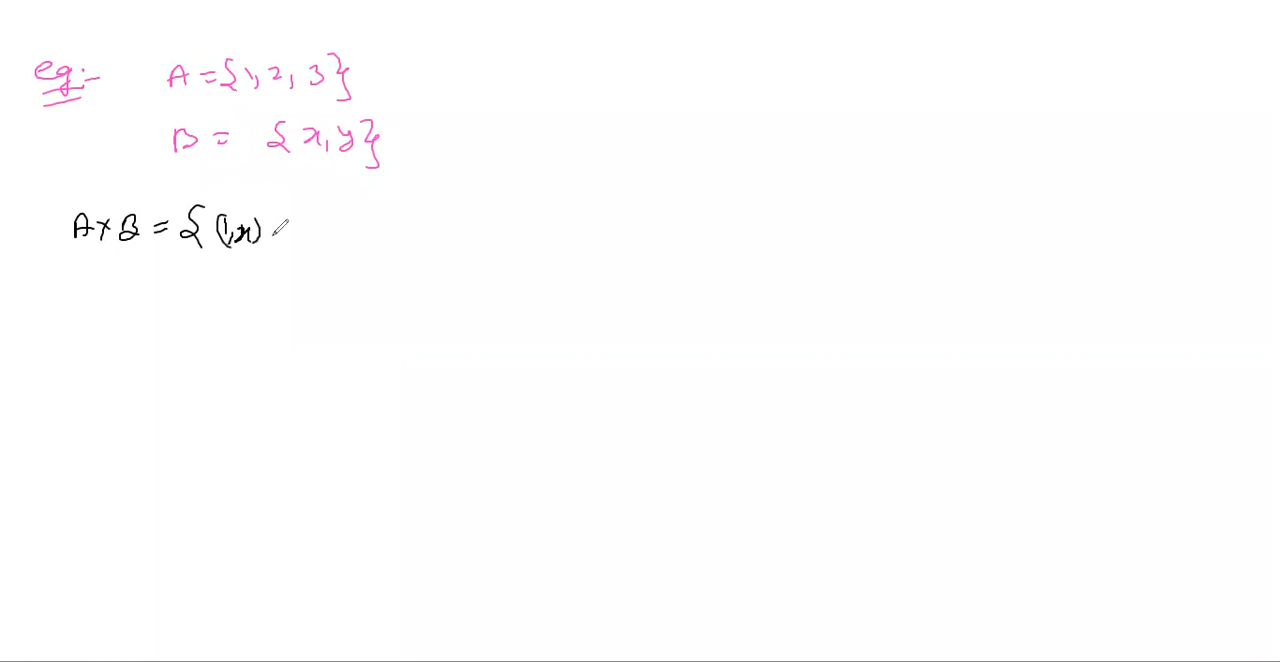 eg:- A = {1, 2, 3}
B = {x, y}
A × B = { (1, x)